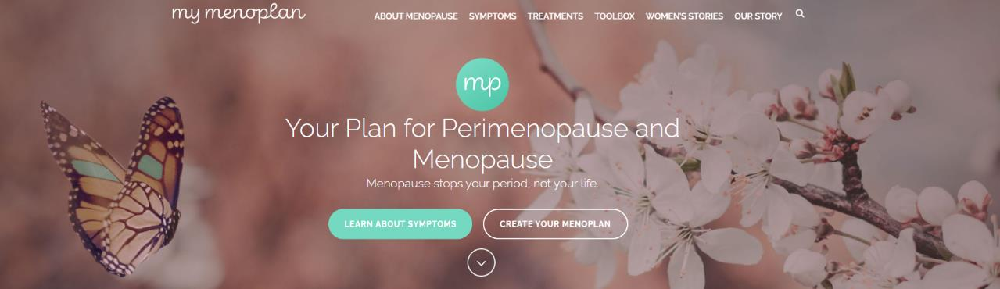 my menoplan
ABOUT MENOPAUSE SYMPTOMS TREATMENTS TOOLBOX WOMEN'S STORIES OUR STORY
mp
Your Plan for Perimenopause and
Menopause
Menopause stops your period, not your life.
LEARN ABOUT SYMPTOMS CREATE YOUR MENOPLAN